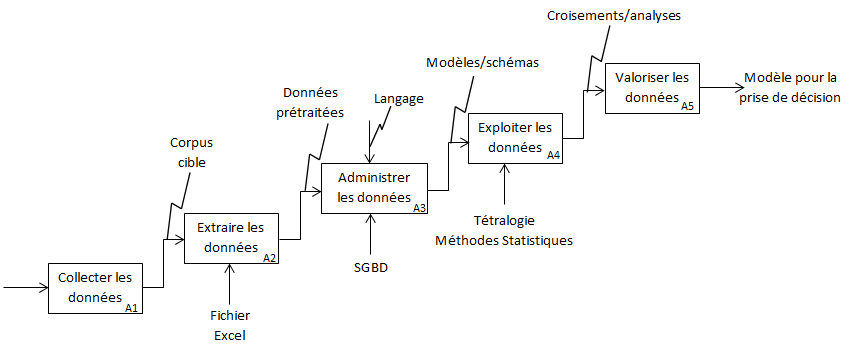 Croisements/analyses
Valoriser les
données
A5
Modèle pour la
prise de décision
Modèles/schémas
Exploiter les
données
A4
Tétralogie
Méthodes Statistiques
Données
prétraitées
Langage
Administrer
les données
A3
SGBD
Corpus
cible
Extraire les
données
A2
Fichier
Excel
Collecter les
données
A1